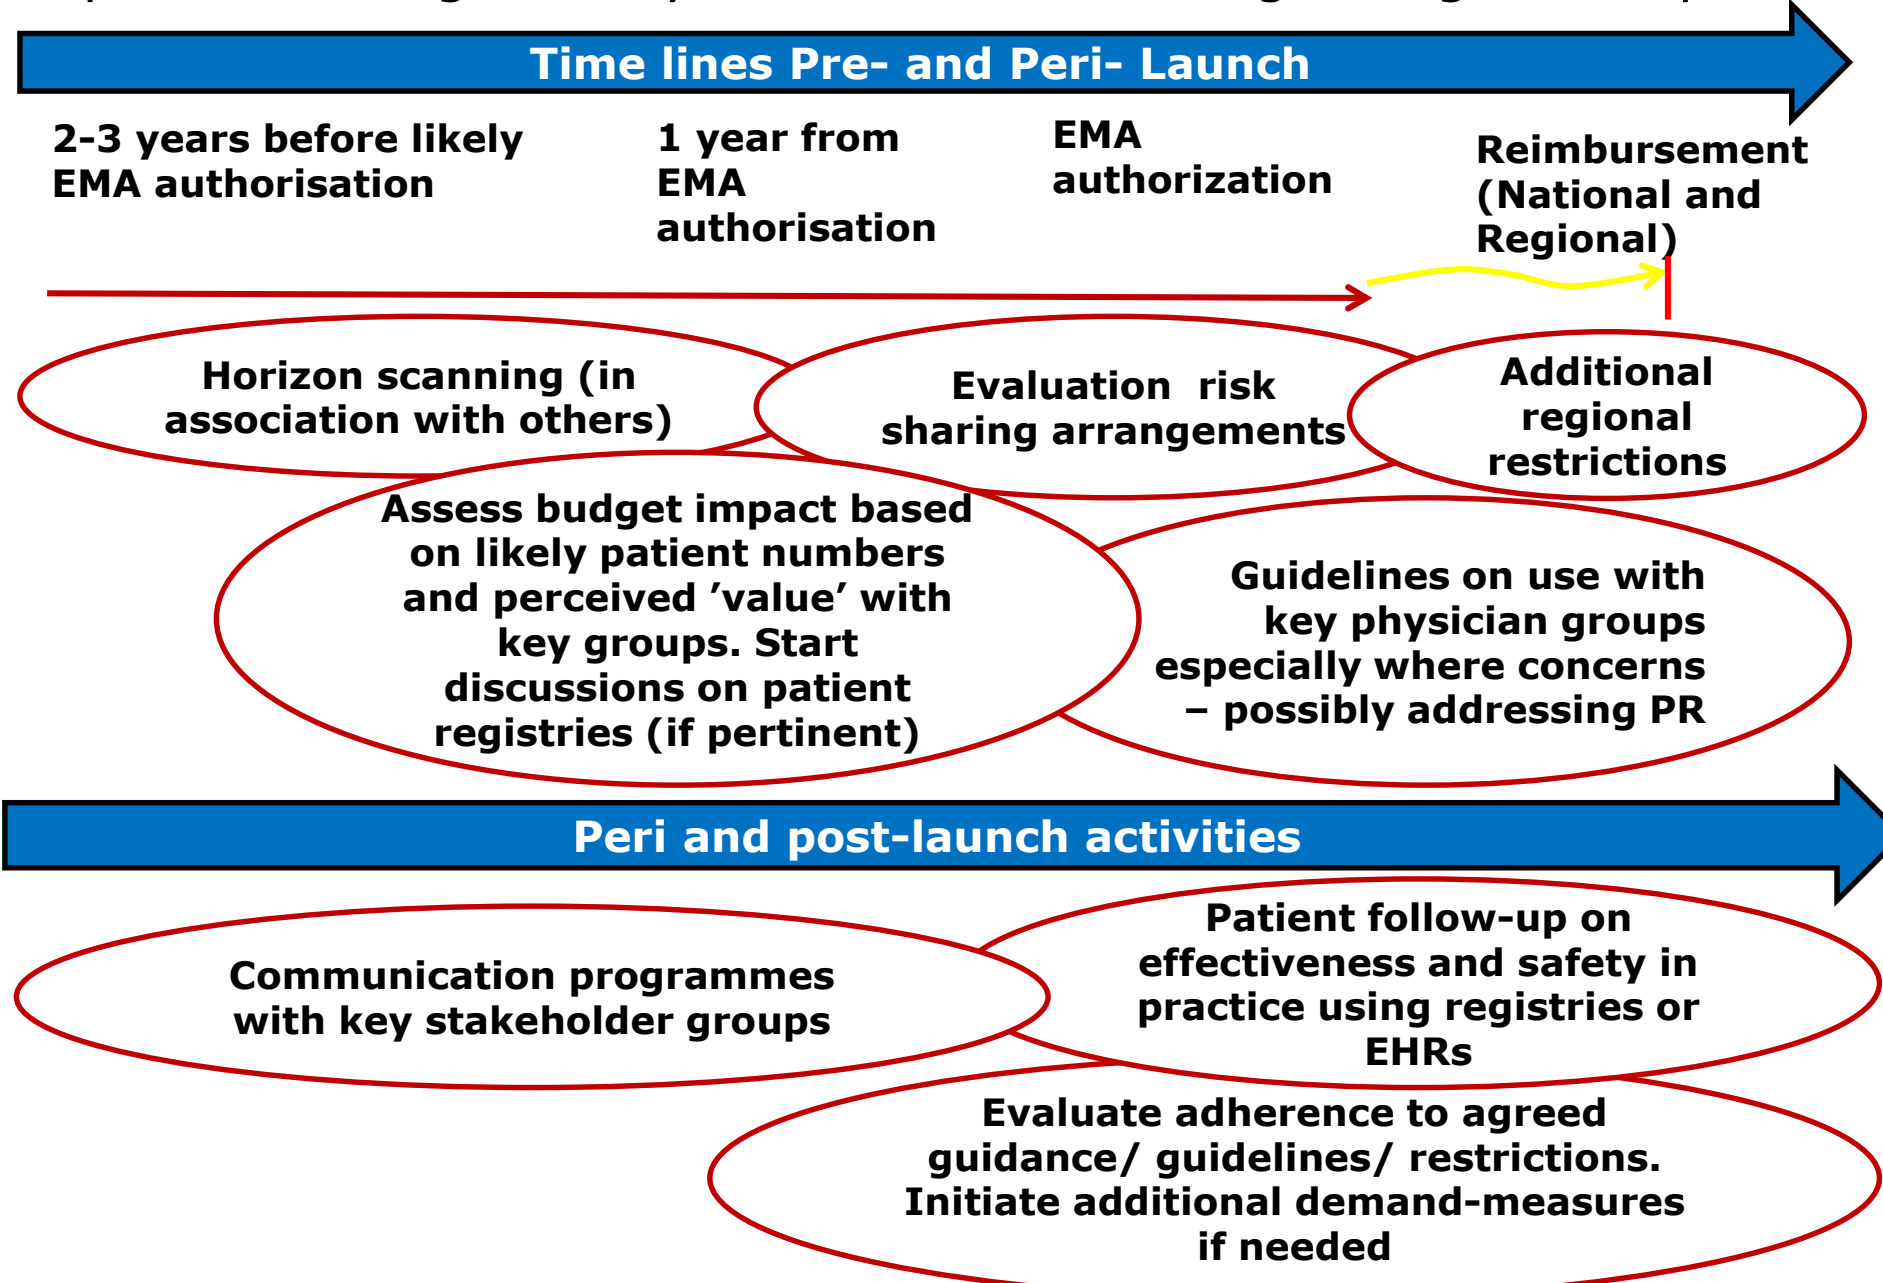 Time lines Pre- and Peri- Launch
2-3 years before likely
EMA authorisation
1 year from
EMA
authorisation
EMA
authorization
Reimbursement
(National and
Regional)
Horizon scanning (in
association with others)
Evaluation  risk
sharing arrangements
Additional
regional
restrictions
Assess budget impact based
on likely patient numbers
and perceived ’value’ with
key groups. Start
discussions on patient
registries (if pertinent)
Guidelines on use with
key physician groups
especially where concerns
– possibly addressing PR
Peri and post-launch activities
Communication programmes
with key stakeholder groups
Patient follow-up on
effectiveness and safety in
practice using registries or
EHRs
Evaluate adherence to agreed
guidance/ guidelines/ restrictions.
Initiate additional demand-measures
if needed